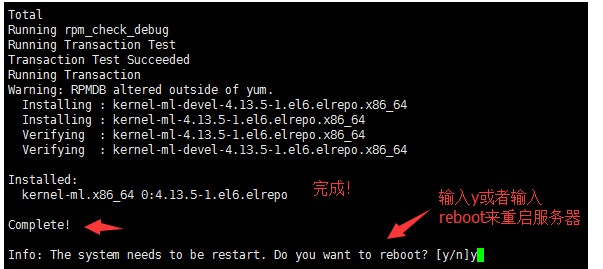 Total
Running rpm_check_debug
Running Transaction Test
Transaction Test Succeeded
Running Transaction
Warning: RPMDB altered outside of yum.
Installing : kernel-ml-devel-4.13.5-1.el6.elrepo.x86_64
Installing : kernel-ml-4.13.5-1.el6.elrepo.x86_64
Verifying : kernel-ml-4.13.5-1.el6.elrepo.x86_64
Verifying : kernel-ml-devel-4.13.5-1.el6.elrepo.x86_64
Installed:
kernel-ml.x86_64 0:4.13.5-1.el6.elrepo
完成!
输入y或者输入
reboot来重启服务器
Complete!
Info: The system needs to be restart. Do you want to reboot? [y/n]y